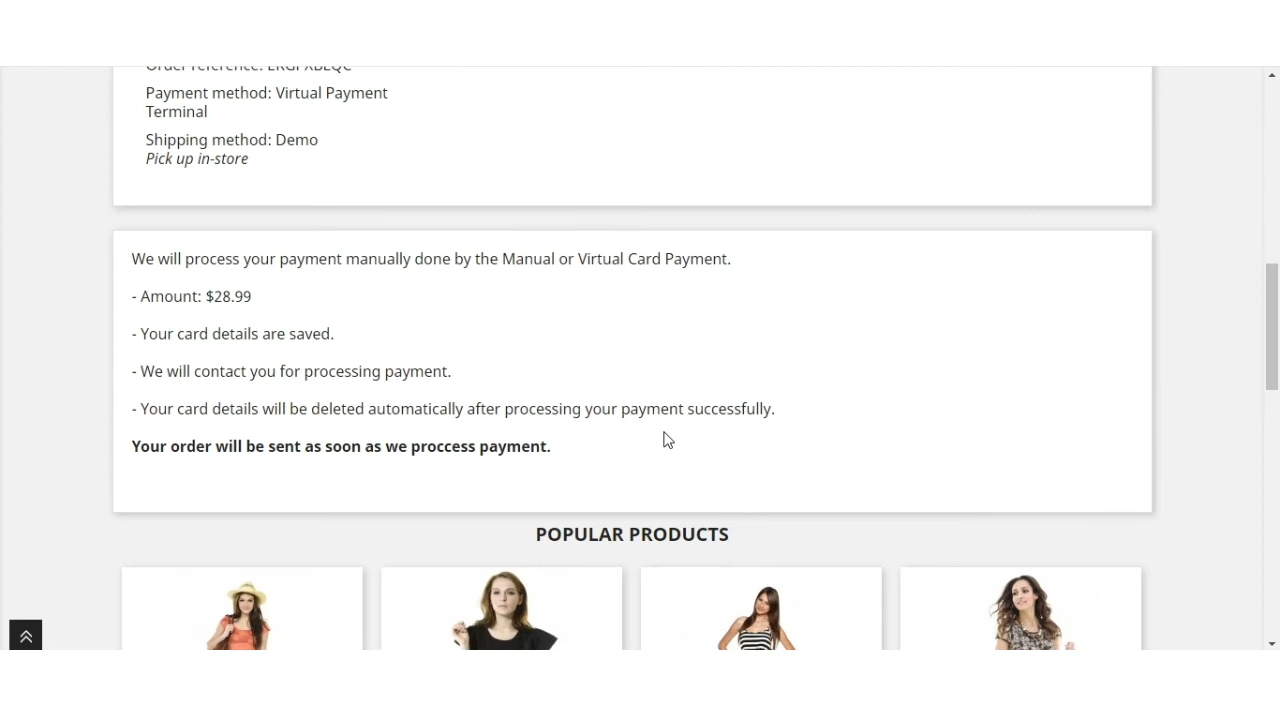 Payment method: Virtual Payment
Terminal
Shipping method: Demo
Pick up in-store
We will process your payment manually done by the Manual or Virtual Card Payment.
- Amount: $28.99
- Your card details are saved.
- We will contact you for processing payment.
- Your card details will be deleted automatically after processing your payment successfully.
Your order will be sent as soon as we proccess payment.
POPULAR PRODUCTS